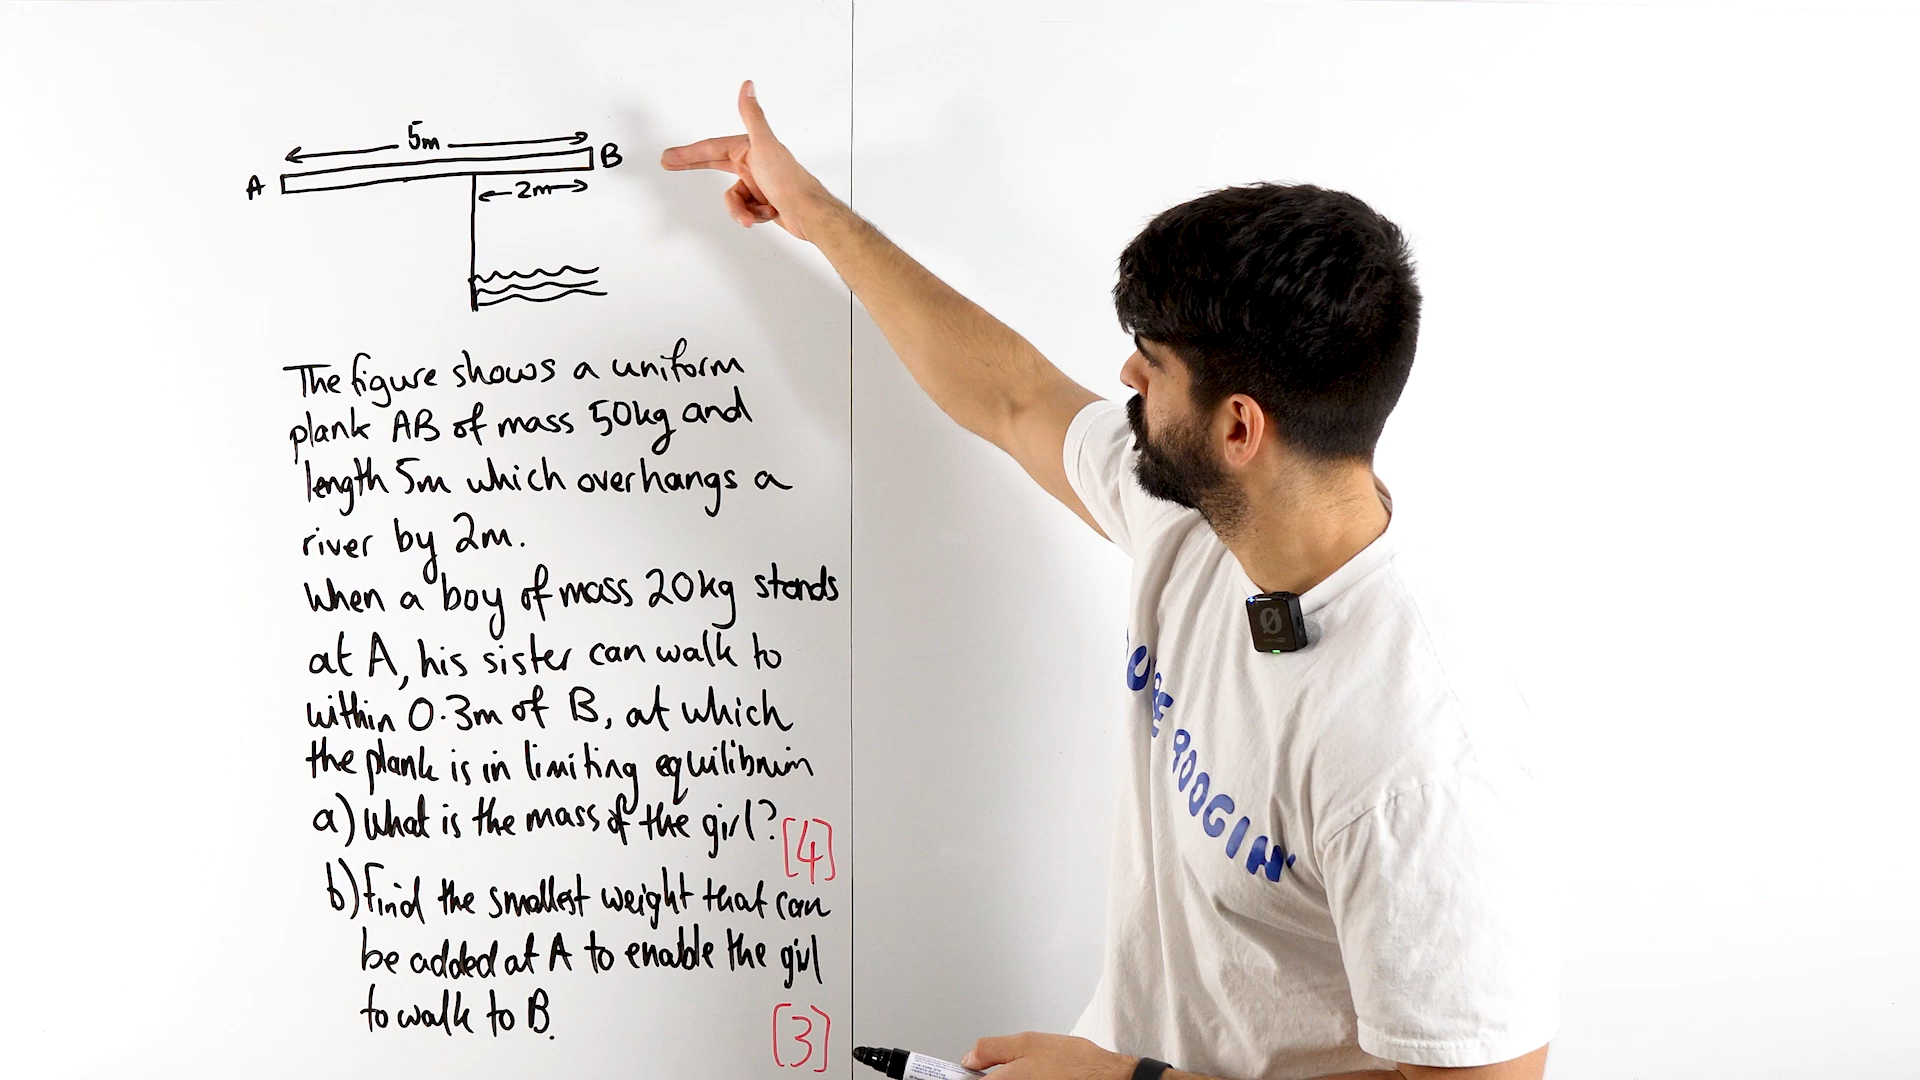 5m
A
B
2m
The figure shows a uniform
plank AB of mass 50kg and
length 5m which overhangs a
river by 2m.
When a boy of mass 20kg stands
at A, his sister can walk to
within 0.3m of B, at which
the plank is in limiting equilibrium
a) What is the mass of the girl?
[4]
b) Find the smallest weight that can
be added at A to enable the girl
to walk to B.
[3]